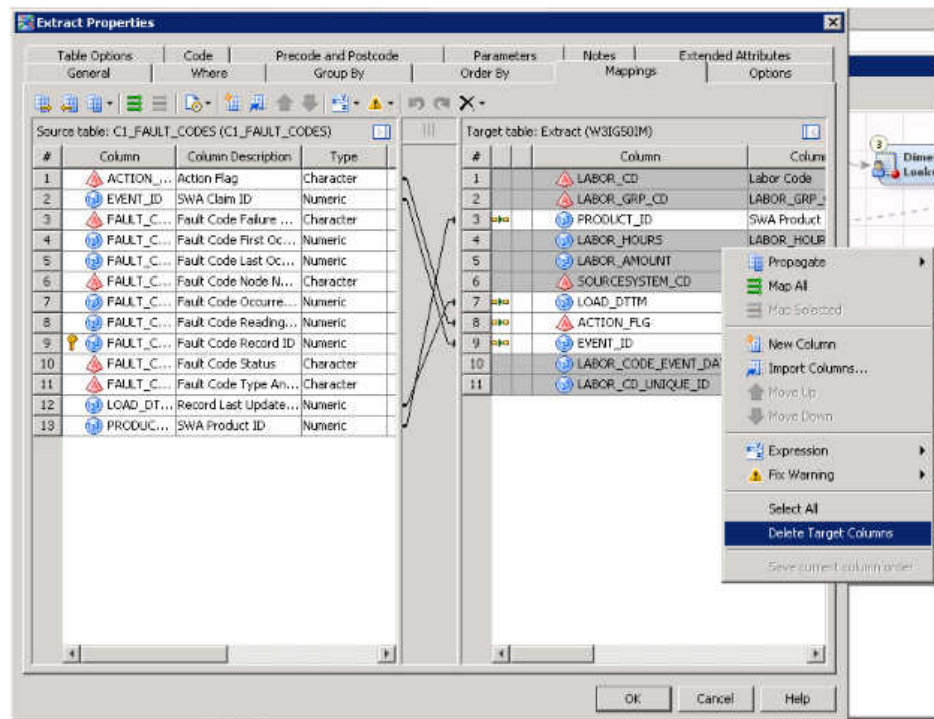 Extract Properties
Table Options Code Precode and Postcode Parameters Notes Extended Attributes
General Where Group By Order By Mappings Options
Source table: C1_FAULT_CODES (C1_FAULT_CODES)
Target table: Extract (W3IG50IM)
# Column Column Description Type
1 ACTION_... Action Flag Character
2 EVENT_ID SWA Claim ID Numeric
3 FAULT_C... Fault Code Failure ... Character
4 FAULT_C... Fault Code First Oc... Numeric
5 FAULT_C... Fault Code Last Oc... Numeric
6 FAULT_C... Fault Code Node N... Character
7 FAULT_C... Fault Code Occurre... Numeric
8 FAULT_C... Fault Code Reading... Numeric
9 FAULT_C... Fault Code Record ID Numeric
10 FAULT_C... Fault Code Status Character
11 FAULT_C... Fault Code Type An... Character
12 LOAD_DT... Record Last Update... Numeric
13 PRODUC... SWA Product ID Numeric
# Column Colum
1 LABOR_CD Labor Code
2 LABOR_GRP_CD LABOR_GRP_
3 PRODUCT_ID SWA Product
4 LABOR_HOURS LABOR_HOUR
5 LABOR_AMOUNT
6 SOURCESYSTEM_CD
7 LOAD_DTTM
8 ACTION_FLG
9 EVENT_ID
10 LABOR_CODE_EVENT_DA
11 LABOR_CD_UNIQUE_ID
Propagate
Map All
Map Selected
New Column
Import Columns...
Move Up
Move Down
Expression
Fix Warning
Select All
Delete Target Columns
Save current column order
OK Cancel Help
3
Dime
Look